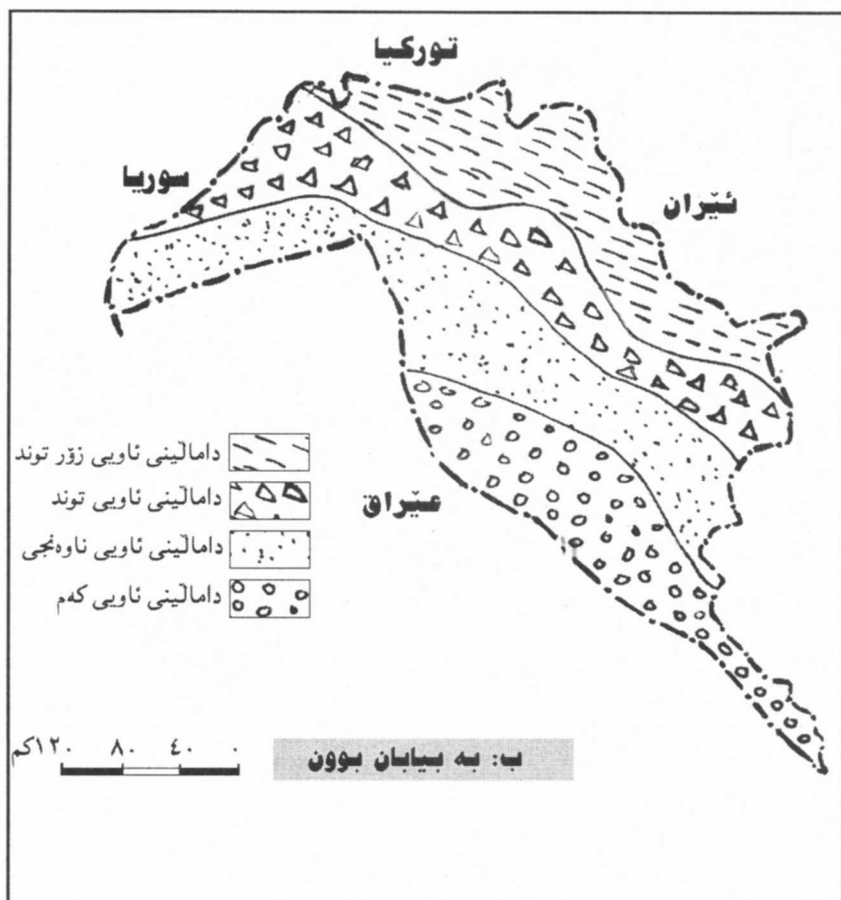 تورکیا
سوریا
ئێران
عێراق
داماڵینی ئاویی زۆر توند
داماڵینی ئاویی توند
داماڵینی ئاویی ناوەنجی
داماڵینی ئاویی کەم
٠ ٤٠ ٨٠ ١٢٠کم
ب: بە بیابان بوون